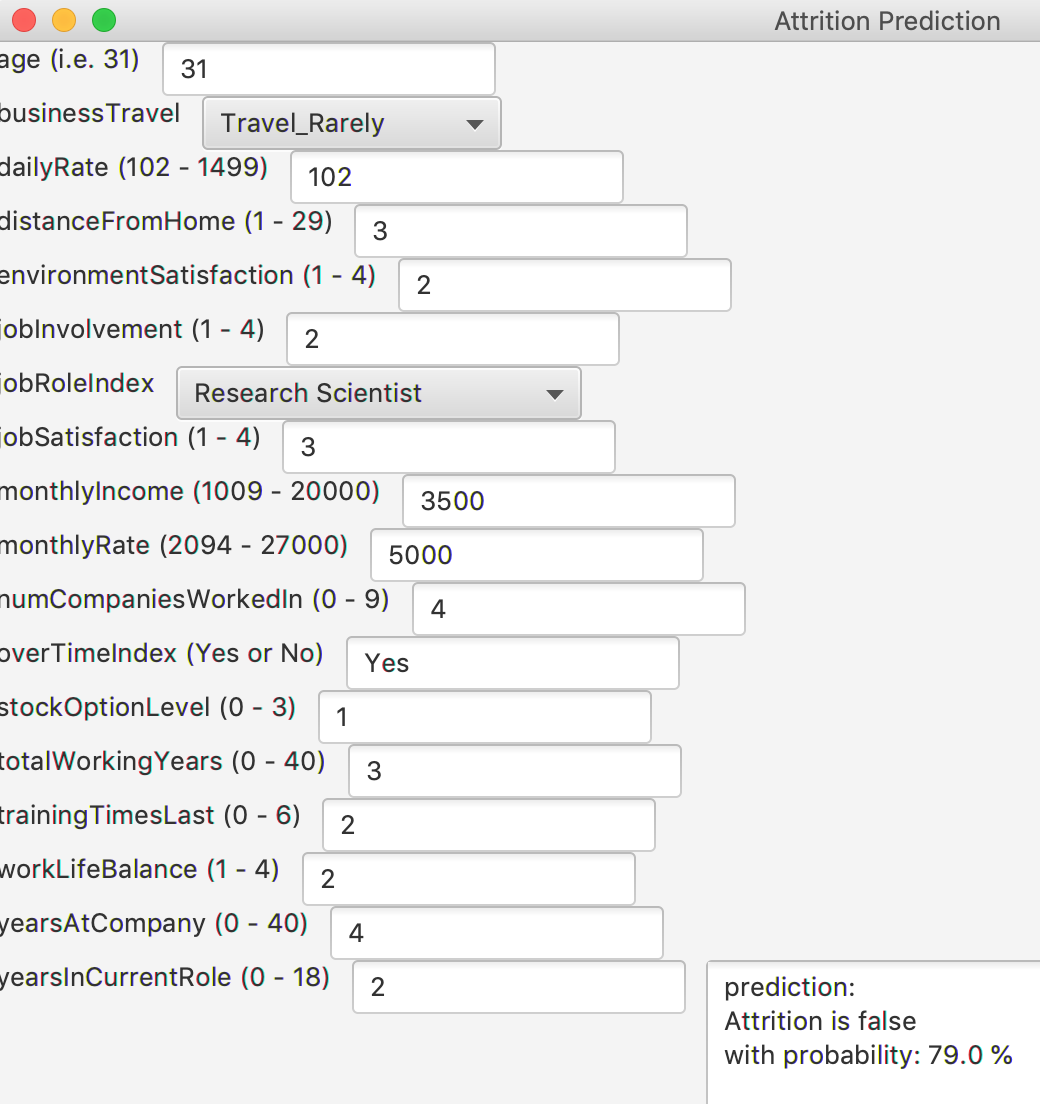 Attrition Prediction
age (i.e. 31) 31
businessTravel Travel_Rarely
dailyRate (102 - 1499) 102
distanceFromHome (1 - 29) 3
environmentSatisfaction (1 - 4) 2
jobInvolvement (1 - 4) 2
jobRoleIndex Research Scientist
jobSatisfaction (1 - 4) 3
monthlyIncome (1009 - 20000) 3500
monthlyRate (2094 - 27000) 5000
numCompaniesWorkedIn (0 - 9) 4
overTimeIndex (Yes or No) Yes
stockOptionLevel (0 - 3) 1
totalWorkingYears (0 - 40) 3
trainingTimesLast (0 - 6) 2
workLifeBalance (1 - 4) 2
yearsAtCompany (0 - 40) 4
yearsInCurrentRole (0 - 18) 2
prediction:
Attrition is false
with probability: 79.0 %